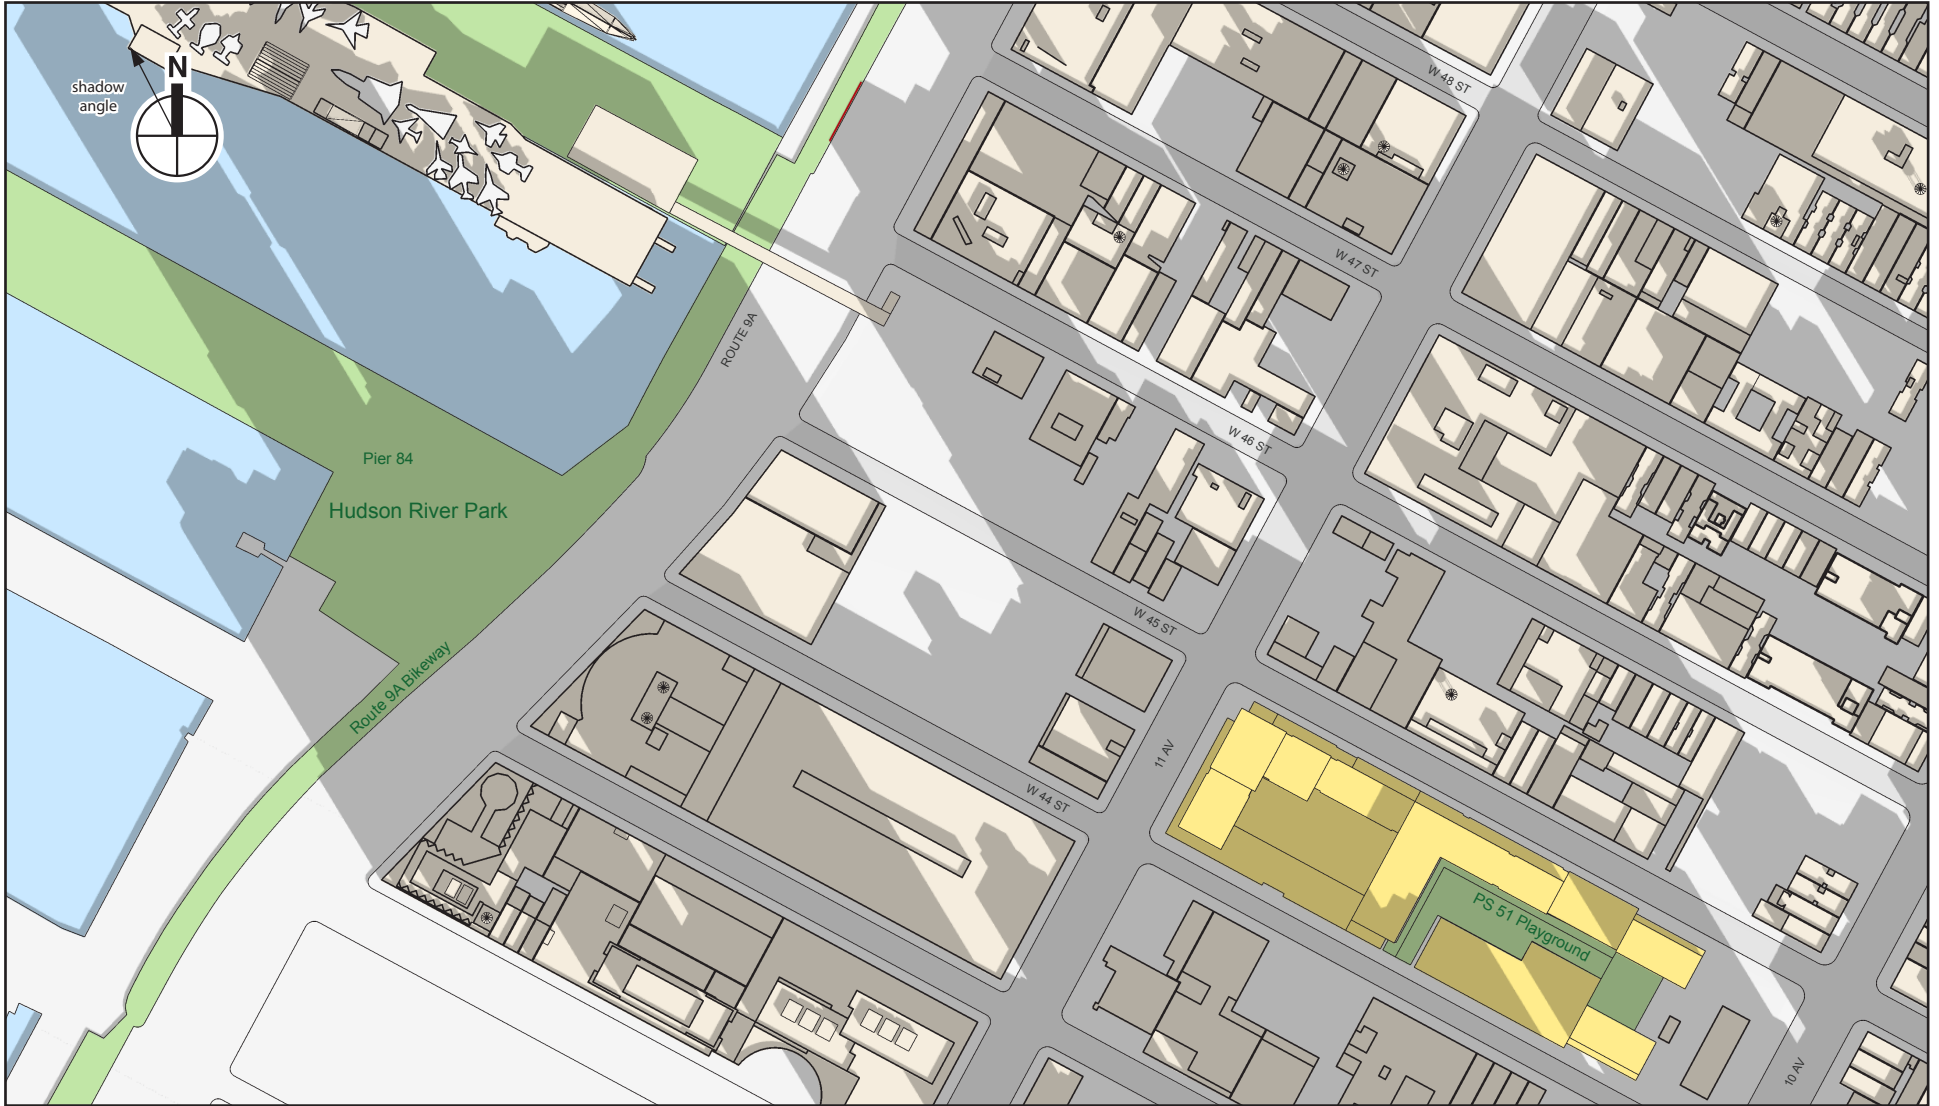 N
shadow
angle
W 48 ST
W 47 ST
ROUTE 9A
W 46 ST
Pier 84
Hudson River Park
W 45 ST
Route 9A Bikeway
11 AV
W 44 ST
PS 51 Playground
10 AV